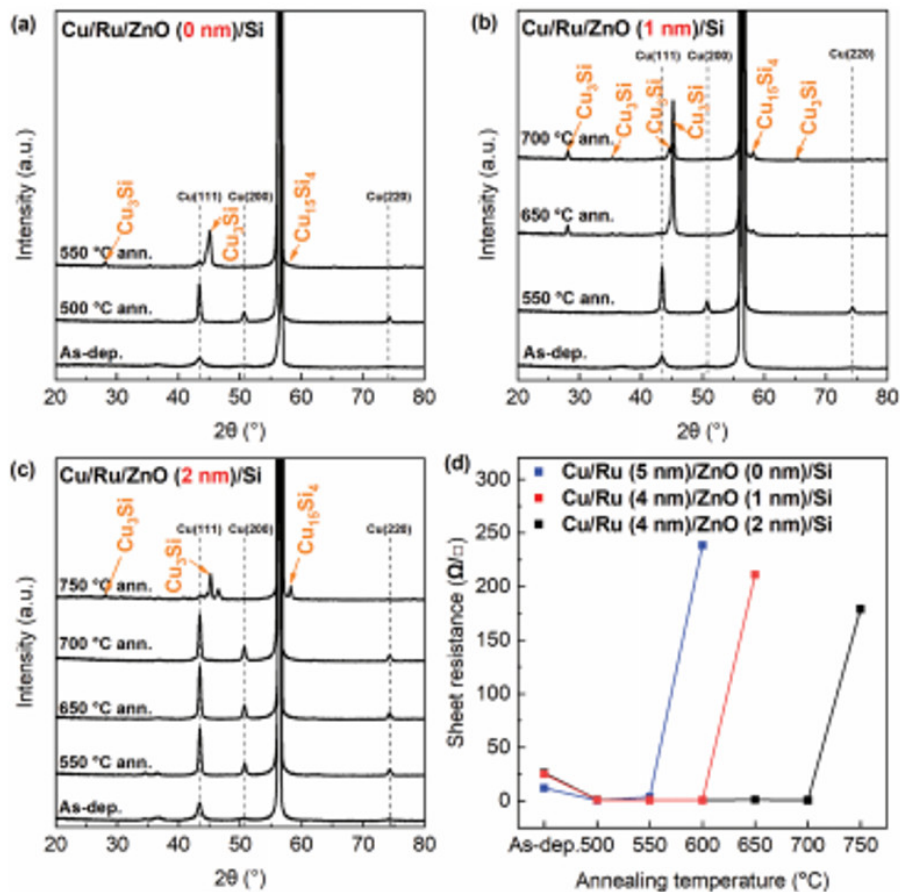 (a)
Cu/Ru/ZnO (0 nm)/Si
Cu(111)
Cu(200)
Cu(220)
Cu₃Si
Cu₃Si
Cu₁₅Si₄
550 °C ann.
500 °C ann.
As-dep.
Intensity (a.u.)
20 30 40 50 60 70 80
2θ (°)
(b)
Cu/Ru/ZnO (1 nm)/Si
Cu(111)
Cu(200)
Cu(220)
Cu₃Si
Cu₃Si
Cu₃Si
Cu₃Si
Cu₁₅Si₄
Cu₃Si
700 °C ann.
650 °C ann.
550 °C ann.
As-dep.
Intensity (a.u.)
20 30 40 50 60 70 80
2θ (°)
(c)
Cu/Ru/ZnO (2 nm)/Si
Cu(111)
Cu(200)
Cu(220)
Cu₃Si
Cu₃Si
Cu₁₅Si₄
750 °C ann.
700 °C ann.
650 °C ann.
550 °C ann.
As-dep.
Intensity (a.u.)
20 30 40 50 60 70 80
2θ (°)
(d)
Cu/Ru (5 nm)/ZnO (0 nm)/Si
Cu/Ru (4 nm)/ZnO (1 nm)/Si
Cu/Ru (4 nm)/ZnO (2 nm)/Si
300
250
200
150
100
50
0
Sheet resistance (Ω/□)
As-dep. 500 550 600 650 700 750
Annealing temperature (°C)